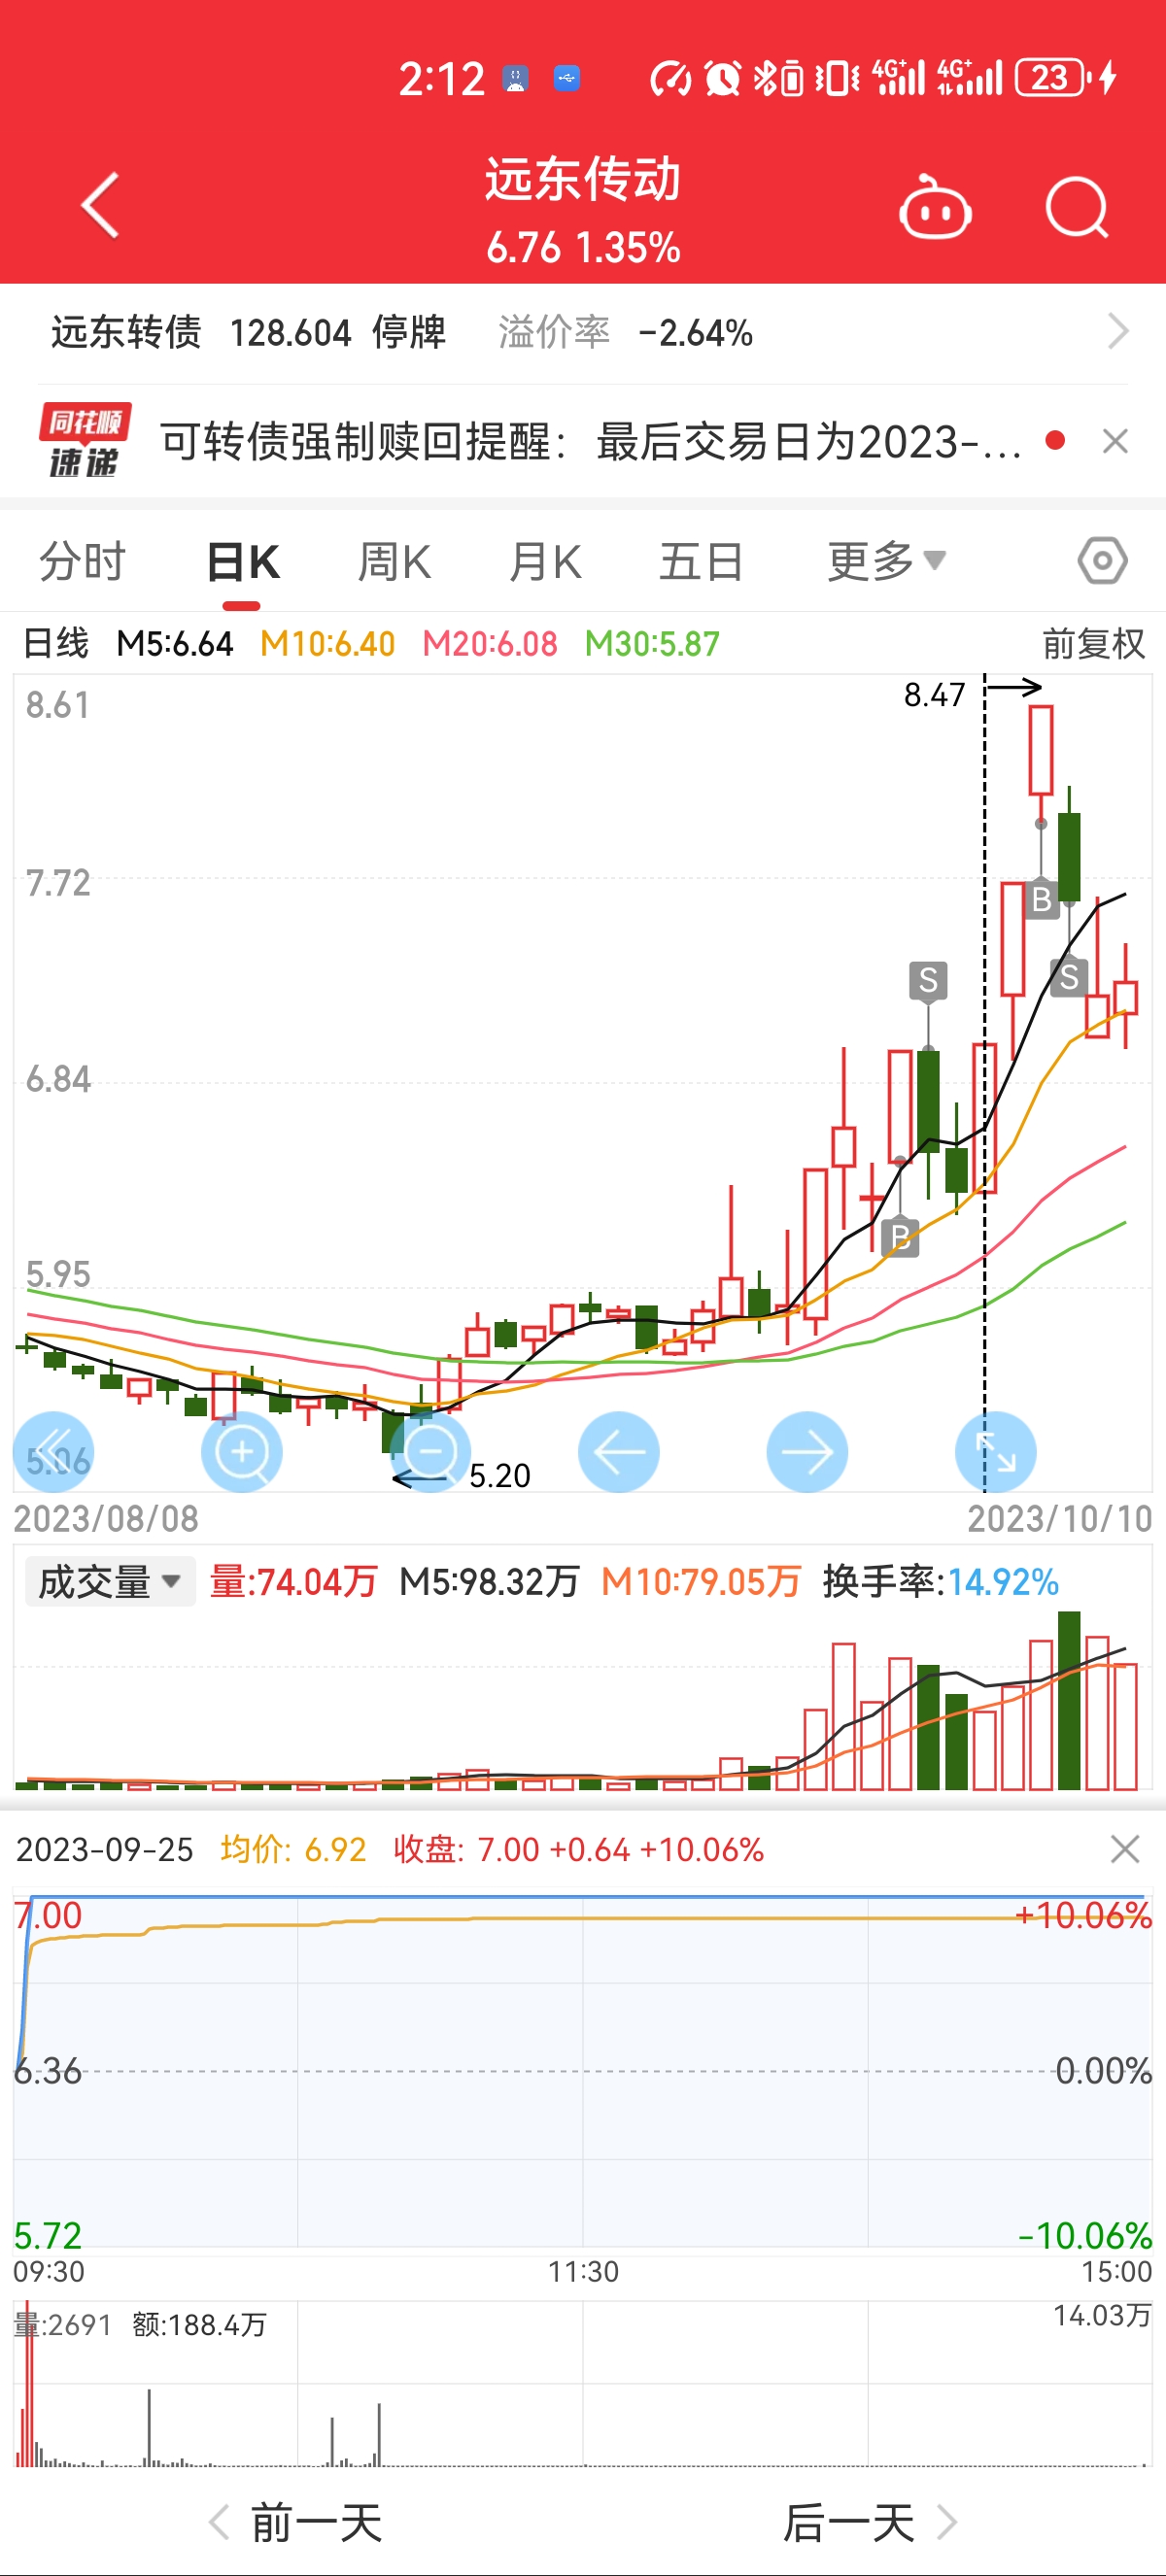 2:12 4G+ 4G+ 23
远东传动
6.76 1.35%
远东转债 128.604 停牌 溢价率 -2.64%
同花顺
速递
可转债强制赎回提醒：最后交易日为2023-...
分时 日K 周K 月K 五日 更多
日线 M5:6.64 M10:6.40 M20:6.08 M30:5.87 前复权
8.61
8.47
7.72
B
S
S
6.84
B
5.95
5.06
5.20
2023/08/08 2023/10/10
成交量 量:74.04万 M5:98.32万 M10:79.05万 换手率:14.92%
2023-09-25 均价: 6.92 收盘: 7.00 +0.64 +10.06%
7.00 +10.06%
6.36 0.00%
5.72 -10.06%
09:30 11:30 15:00
量:2691 额:188.4万 14.03万
前一天 后一天